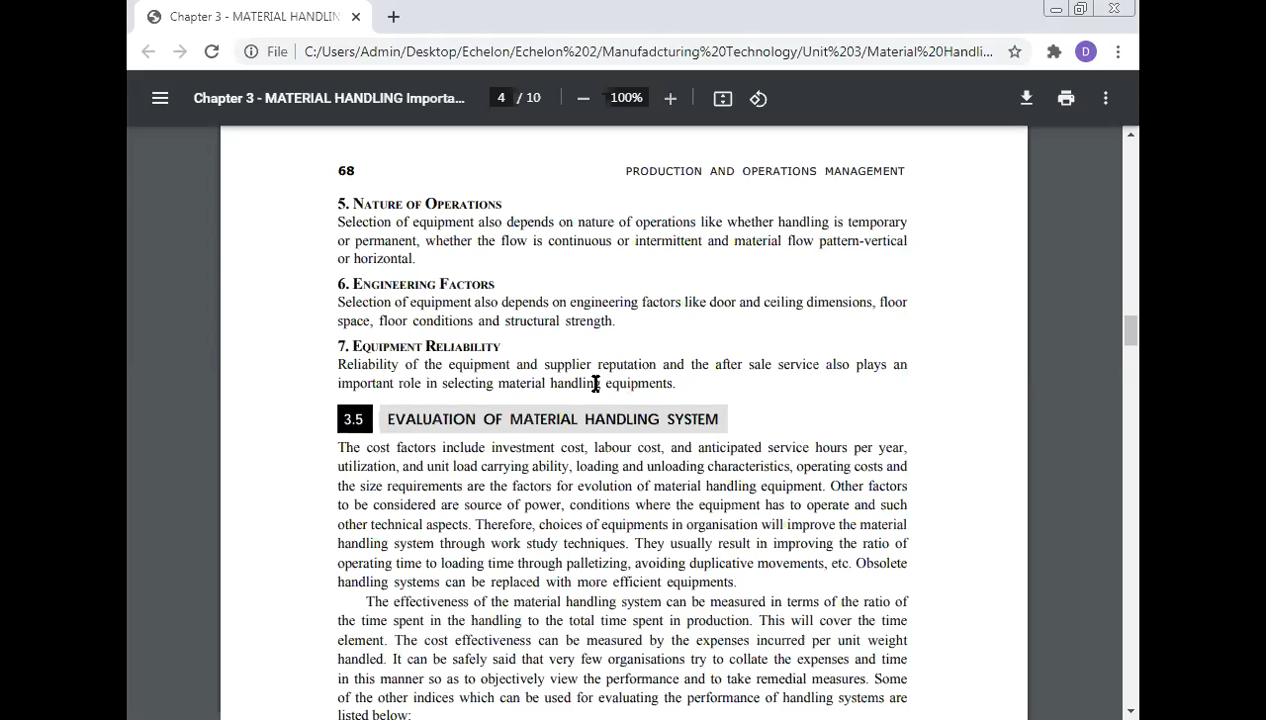 Chapter 3 - MATERIAL HANDLIN
File C:/Users/Admin/Desktop/Echelon/Echelon%202/Manufadcturing%20Technology/Unit%203/Material%20Handli... D
Chapter 3 - MATERIAL HANDLING Importa... 4 / 10 100%
68 PRODUCTION AND OPERATIONS MANAGEMENT
5. NATURE OF OPERATIONS
Selection of equipment also depends on nature of operations like whether handling is temporary
or permanent, whether the flow is continuous or intermittent and material flow pattern-vertical
or horizontal.
6. ENGINEERING FACTORS
Selection of equipment also depends on engineering factors like door and ceiling dimensions, floor
space, floor conditions and structural strength.
7. EQUIPMENT RELIABILITY
Reliability of the equipment and supplier reputation and the after sale service also plays an
important role in selecting material handling equipments.
3.5 EVALUATION OF MATERIAL HANDLING SYSTEM
The cost factors include investment cost, labour cost, and anticipated service hours per year,
utilization, and unit load carrying ability, loading and unloading characteristics, operating costs and
the size requirements are the factors for evolution of material handling equipment. Other factors
to be considered are source of power, conditions where the equipment has to operate and such
other technical aspects. Therefore, choices of equipments in organisation will improve the material
handling system through work study techniques. They usually result in improving the ratio of
operating time to loading time through palletizing, avoiding duplicative movements, etc. Obsolete
handling systems can be replaced with more efficient equipments.
The effectiveness of the material handling system can be measured in terms of the ratio of
the time spent in the handling to the total time spent in production. This will cover the time
element. The cost effectiveness can be measured by the expenses incurred per unit weight
handled. It can be safely said that very few organisations try to collate the expenses and time
in this manner so as to objectively view the performance and to take remedial measures. Some
of the other indices which can be used for evaluating the performance of handling systems are
listed below: